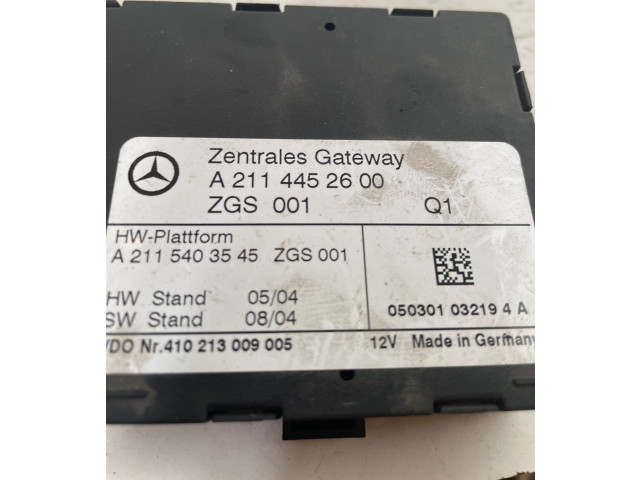 Zentrales Gateway
A 211 445 26 00
ZGS 001 Q1
HW-Plattform
A 211 540 35 45 ZGS 001
HW Stand 05/04
SW Stand 08/04
050301 03219 4 A
VDO Nr.410 213 009 005 12V Made in Germany